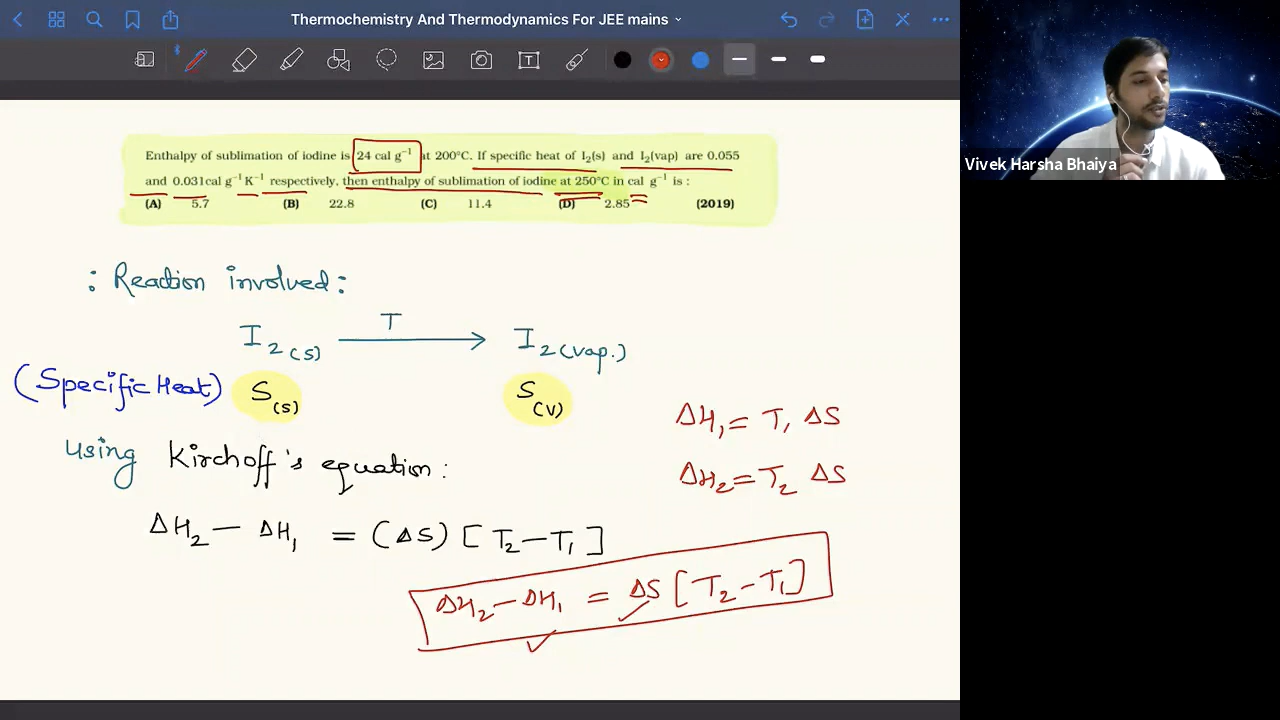 Thermochemistry And Thermodynamics For JEE mains
Enthalpy of sublimation of iodine is 24 cal g⁻¹ at 200°C. If specific heat of I₂(s) and I₂(vap) are 0.055
and 0.031cal g⁻¹K⁻¹ respectively, then enthalpy of sublimation of iodine at 250°C in cal g⁻¹ is :
(A) 5.7 (B) 22.8 (C) 11.4 (D) 2.85 (2019)
: Reaction involved:
I₂(s) —T→ I₂(vap.)
(Specific Heat) S(s) S(v)
using Kirchoff's equation:
ΔH₁ = T₁ ΔS
ΔH₂ = T₂ ΔS
ΔH₂ – ΔH₁ = (ΔS) [T₂–T₁]
ΔH₂–ΔH₁ = ΔS [T₂–T₁]
Vivek Harsha Bhaiya